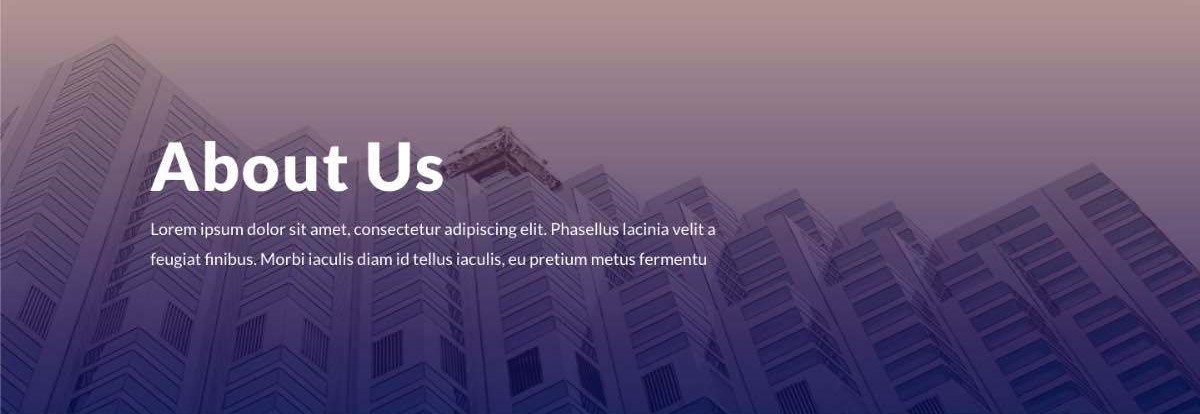 About Us
Lorem ipsum dolor sit amet, consectetur adipiscing elit. Phasellus lacinia velit a
feugiat finibus. Morbi iaculis diam id tellus iaculis, eu pretium metus fermentu